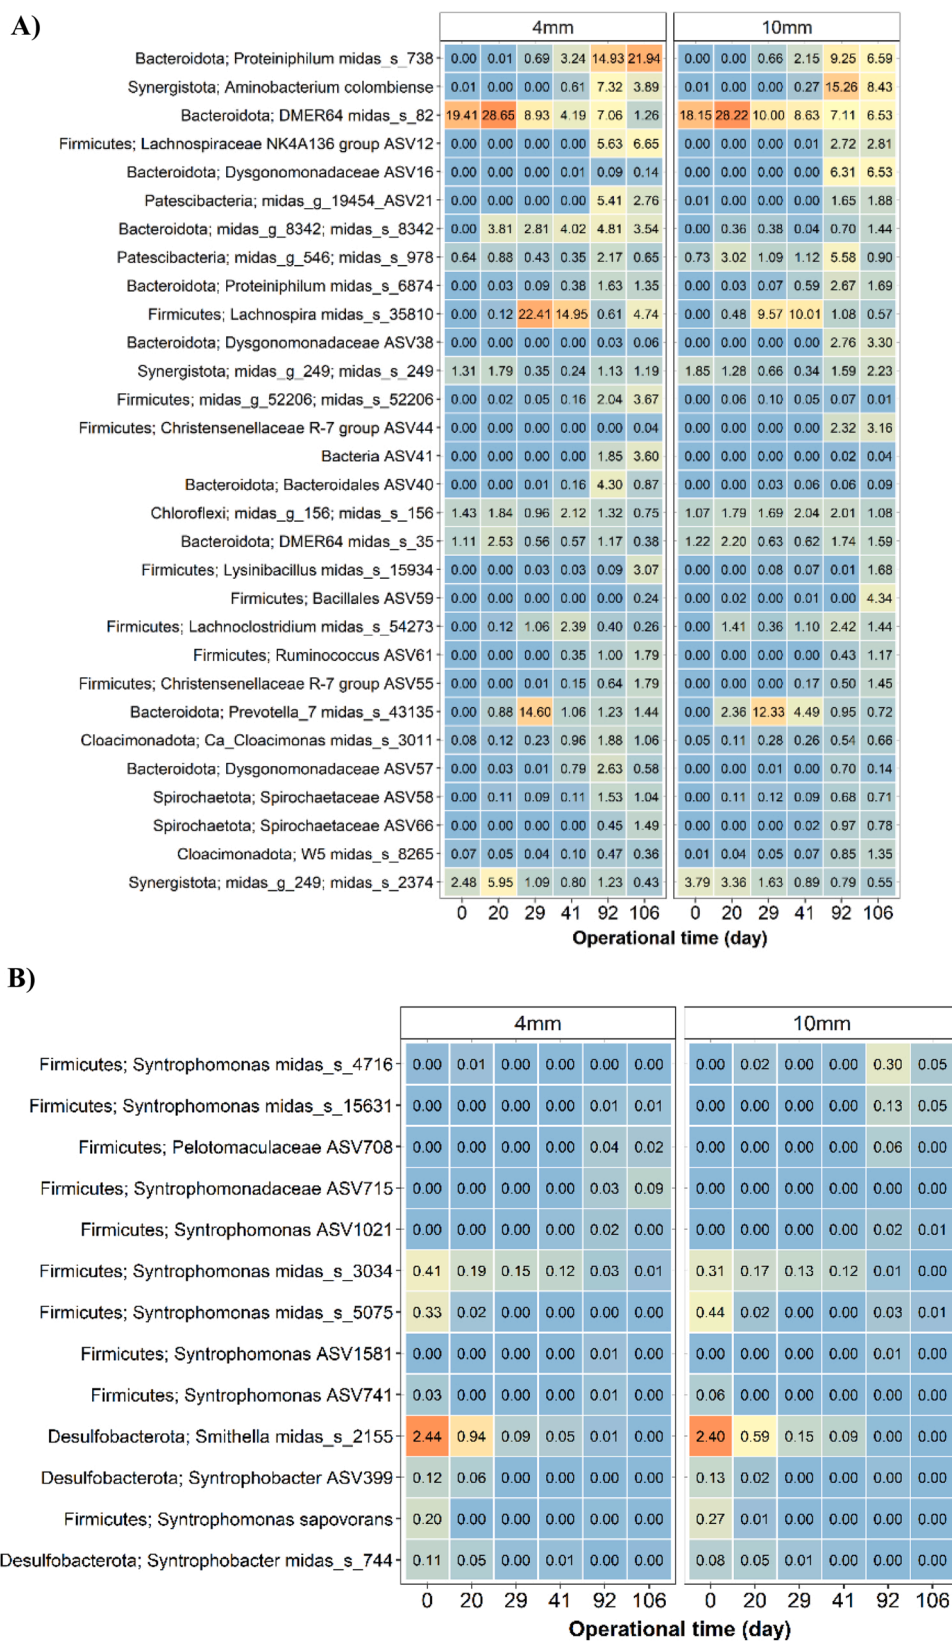 A)
4mm 10mm
Bacteroidota; Proteiniphilum midas_s_738 0.00 0.01 0.69 3.24 14.93 21.94 0.00 0.00 0.66 2.15 9.25 6.59
Synergistota; Aminobacterium colombiense 0.01 0.00 0.00 0.61 7.32 3.89 0.01 0.00 0.00 0.27 15.26 8.43
Bacteroidota; DMER64 midas_s_82 19.41 28.65 8.93 4.19 7.06 1.26 18.15 28.22 10.00 8.63 7.11 6.53
Firmicutes; Lachnospiraceae NK4A136 group ASV12 0.00 0.00 0.00 0.00 5.63 6.65 0.00 0.00 0.00 0.01 2.72 2.81
Bacteroidota; Dysgonomonadaceae ASV16 0.00 0.00 0.00 0.01 0.09 0.14 0.00 0.00 0.00 0.00 6.31 6.53
Patescibacteria; midas_g_19454_ASV21 0.00 0.00 0.00 0.00 5.41 2.76 0.01 0.00 0.00 0.00 1.65 1.88
Bacteroidota; midas_g_8342; midas_s_8342 0.00 3.81 2.81 4.02 4.81 3.54 0.00 0.36 0.38 0.04 0.70 1.44
Patescibacteria; midas_g_546; midas_s_978 0.64 0.88 0.43 0.35 2.17 0.65 0.73 3.02 1.09 1.12 5.58 0.90
Bacteroidota; Proteiniphilum midas_s_6874 0.00 0.03 0.09 0.38 1.63 1.35 0.00 0.03 0.07 0.59 2.67 1.69
Firmicutes; Lachnospira midas_s_35810 0.00 0.12 22.41 14.95 0.61 4.74 0.00 0.48 9.57 10.01 1.08 0.57
Bacteroidota; Dysgonomonadaceae ASV38 0.00 0.00 0.00 0.00 0.03 0.06 0.00 0.00 0.00 0.00 2.76 3.30
Synergistota; midas_g_249; midas_s_249 1.31 1.79 0.35 0.24 1.13 1.19 1.85 1.28 0.66 0.34 1.59 2.23
Firmicutes; midas_g_52206; midas_s_52206 0.00 0.02 0.05 0.16 2.04 3.67 0.00 0.06 0.10 0.05 0.07 0.01
Firmicutes; Christensenellaceae R-7 group ASV44 0.00 0.00 0.00 0.00 0.00 0.04 0.00 0.00 0.00 0.00 2.32 3.16
Bacteria ASV41 0.00 0.00 0.00 0.00 1.85 3.60 0.00 0.00 0.00 0.00 0.02 0.04
Bacteroidota; Bacteroidales ASV40 0.00 0.00 0.01 0.16 4.30 0.87 0.00 0.00 0.03 0.06 0.06 0.09
Chloroflexi; midas_g_156; midas_s_156 1.43 1.84 0.96 2.12 1.32 0.75 1.07 1.79 1.69 2.04 2.01 1.08
Bacteroidota; DMER64 midas_s_35 1.11 2.53 0.56 0.57 1.17 0.38 1.22 2.20 0.63 0.62 1.74 1.59
Firmicutes; Lysinibacillus midas_s_15934 0.00 0.00 0.03 0.03 0.09 3.07 0.00 0.00 0.08 0.07 0.01 1.68
Firmicutes; Bacillales ASV59 0.00 0.00 0.00 0.00 0.00 0.24 0.00 0.02 0.00 0.01 0.00 4.34
Firmicutes; Lachnoclostridium midas_s_54273 0.00 0.12 1.06 2.39 0.40 0.26 0.00 1.41 0.36 1.10 2.42 1.44
Firmicutes; Ruminococcus ASV61 0.00 0.00 0.00 0.35 1.00 1.79 0.00 0.00 0.00 0.00 0.43 1.17
Firmicutes; Christensenellaceae R-7 group ASV55 0.00 0.00 0.01 0.15 0.64 1.79 0.00 0.00 0.00 0.17 0.50 1.45
Bacteroidota; Prevotella_7 midas_s_43135 0.00 0.88 14.60 1.06 1.23 1.44 0.00 2.36 12.33 4.49 0.95 0.72
Cloacimonadota; Ca_Cloacimonas midas_s_3011 0.08 0.12 0.23 0.96 1.88 1.06 0.05 0.11 0.28 0.26 0.54 0.66
Bacteroidota; Dysgonomonadaceae ASV57 0.00 0.03 0.01 0.79 2.63 0.58 0.00 0.00 0.01 0.00 0.70 0.14
Spirochaetota; Spirochaetaceae ASV58 0.00 0.11 0.09 0.11 1.53 1.04 0.00 0.11 0.12 0.09 0.68 0.71
Spirochaetota; Spirochaetaceae ASV66 0.00 0.00 0.00 0.00 0.45 1.49 0.00 0.00 0.00 0.02 0.97 0.78
Cloacimonadota; W5 midas_s_8265 0.07 0.05 0.04 0.10 0.47 0.36 0.01 0.04 0.05 0.07 0.85 1.35
Synergistota; midas_g_249; midas_s_2374 2.48 5.95 1.09 0.80 1.23 0.43 3.79 3.36 1.63 0.89 0.79 0.55
0 20 29 41 92 106 0 20 29 41 92 106
Operational time (day)
B)
4mm 10mm
Firmicutes; Syntrophomonas midas_s_4716 0.00 0.01 0.00 0.00 0.00 0.00 0.00 0.02 0.00 0.00 0.30 0.05
Firmicutes; Syntrophomonas midas_s_15631 0.00 0.00 0.00 0.00 0.01 0.01 0.00 0.00 0.00 0.00 0.13 0.05
Firmicutes; Pelotomaculaceae ASV708 0.00 0.00 0.00 0.00 0.04 0.02 0.00 0.00 0.00 0.00 0.06 0.00
Firmicutes; Syntrophomonadaceae ASV715 0.00 0.00 0.00 0.00 0.03 0.09 0.00 0.00 0.00 0.00 0.00 0.00
Firmicutes; Syntrophomonas ASV1021 0.00 0.00 0.00 0.00 0.02 0.00 0.00 0.00 0.00 0.00 0.02 0.01
Firmicutes; Syntrophomonas midas_s_3034 0.41 0.19 0.15 0.12 0.03 0.01 0.31 0.17 0.13 0.12 0.01 0.00
Firmicutes; Syntrophomonas midas_s_5075 0.33 0.02 0.00 0.00 0.00 0.00 0.44 0.02 0.00 0.00 0.03 0.01
Firmicutes; Syntrophomonas ASV1581 0.00 0.00 0.00 0.00 0.01 0.00 0.00 0.00 0.00 0.00 0.01 0.00
Firmicutes; Syntrophomonas ASV741 0.03 0.00 0.00 0.00 0.01 0.00 0.06 0.00 0.00 0.00 0.00 0.00
Desulfobacterota; Smithella midas_s_2155 2.44 0.94 0.09 0.05 0.01 0.00 2.40 0.59 0.15 0.09 0.00 0.00
Desulfobacterota; Syntrophobacter ASV399 0.12 0.06 0.00 0.00 0.00 0.00 0.13 0.02 0.00 0.00 0.00 0.00
Firmicutes; Syntrophomonas sapovorans 0.20 0.00 0.00 0.00 0.00 0.00 0.27 0.01 0.00 0.00 0.00 0.00
Desulfobacterota; Syntrophobacter midas_s_744 0.11 0.05 0.00 0.01 0.00 0.00 0.08 0.05 0.01 0.00 0.00 0.00
0 20 29 41 92 106 0 20 29 41 92 106
Operational time (day)